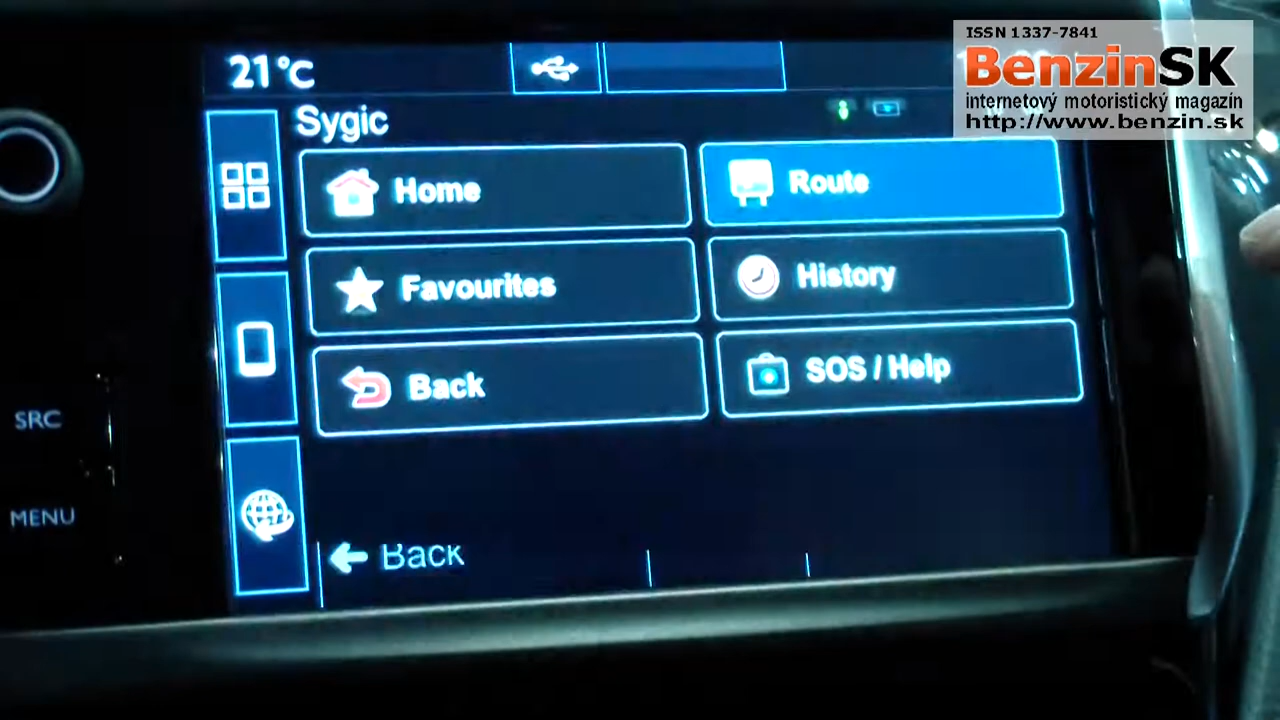 ISSN 1337-7841
BenzinSK
internetový motoristický magazín
http://www.benzin.sk
21°C
Sygic
Home
Route
Favourites
History
Back
SOS / Help
SRC
MENU
Back